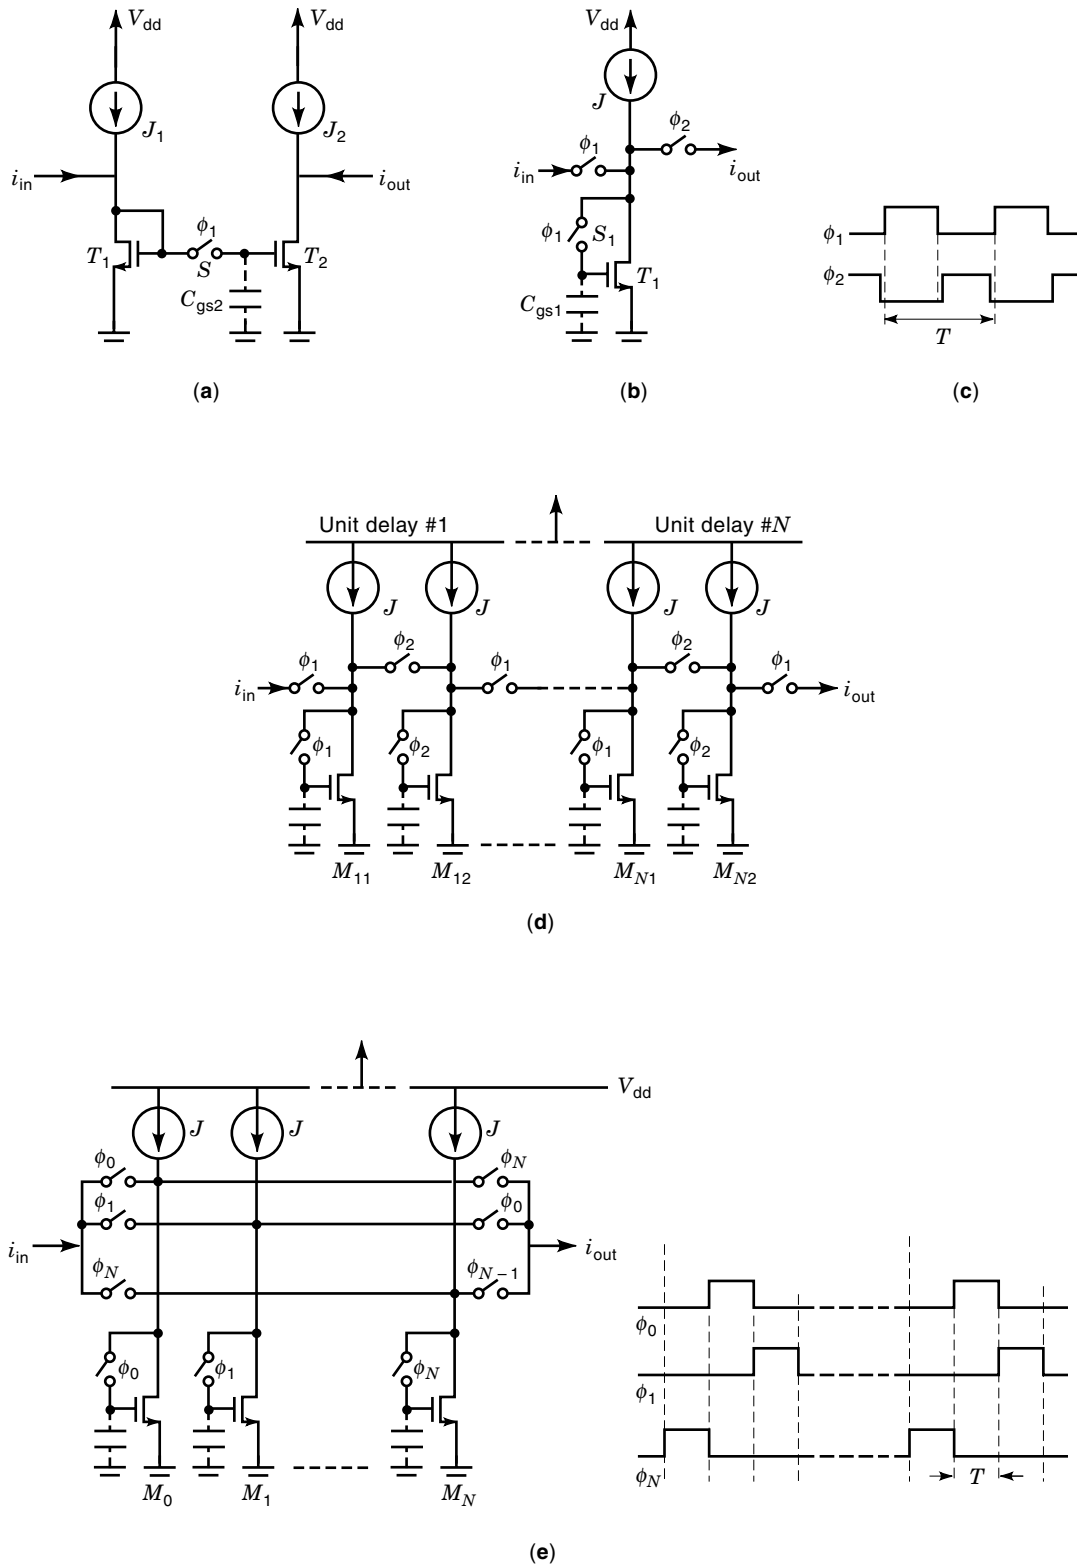 V_dd V_dd V_dd
J_1 J_2 J
i_in i_out i_in ϕ_1 ϕ_2 i_out
T_1 ϕ_1 S T_2 ϕ_1 S_1 T_1
C_gs2 C_gs1
ϕ_1
ϕ_2
T
(a) (b) (c)
Unit delay #1 Unit delay #N
J J J J
i_in ϕ_1 ϕ_2 ϕ_1 ϕ_2 ϕ_1 i_out
ϕ_1 ϕ_2 ϕ_1 ϕ_2
M_11 M_12 M_N1 M_N2
(d)
V_dd
J J J
ϕ_0 ϕ_N
ϕ_1 ϕ_0
i_in i_out
ϕ_N ϕ_N−1
ϕ_0 ϕ_1 ϕ_N
M_0 M_1 M_N
ϕ_0
ϕ_1
ϕ_N T
(e)